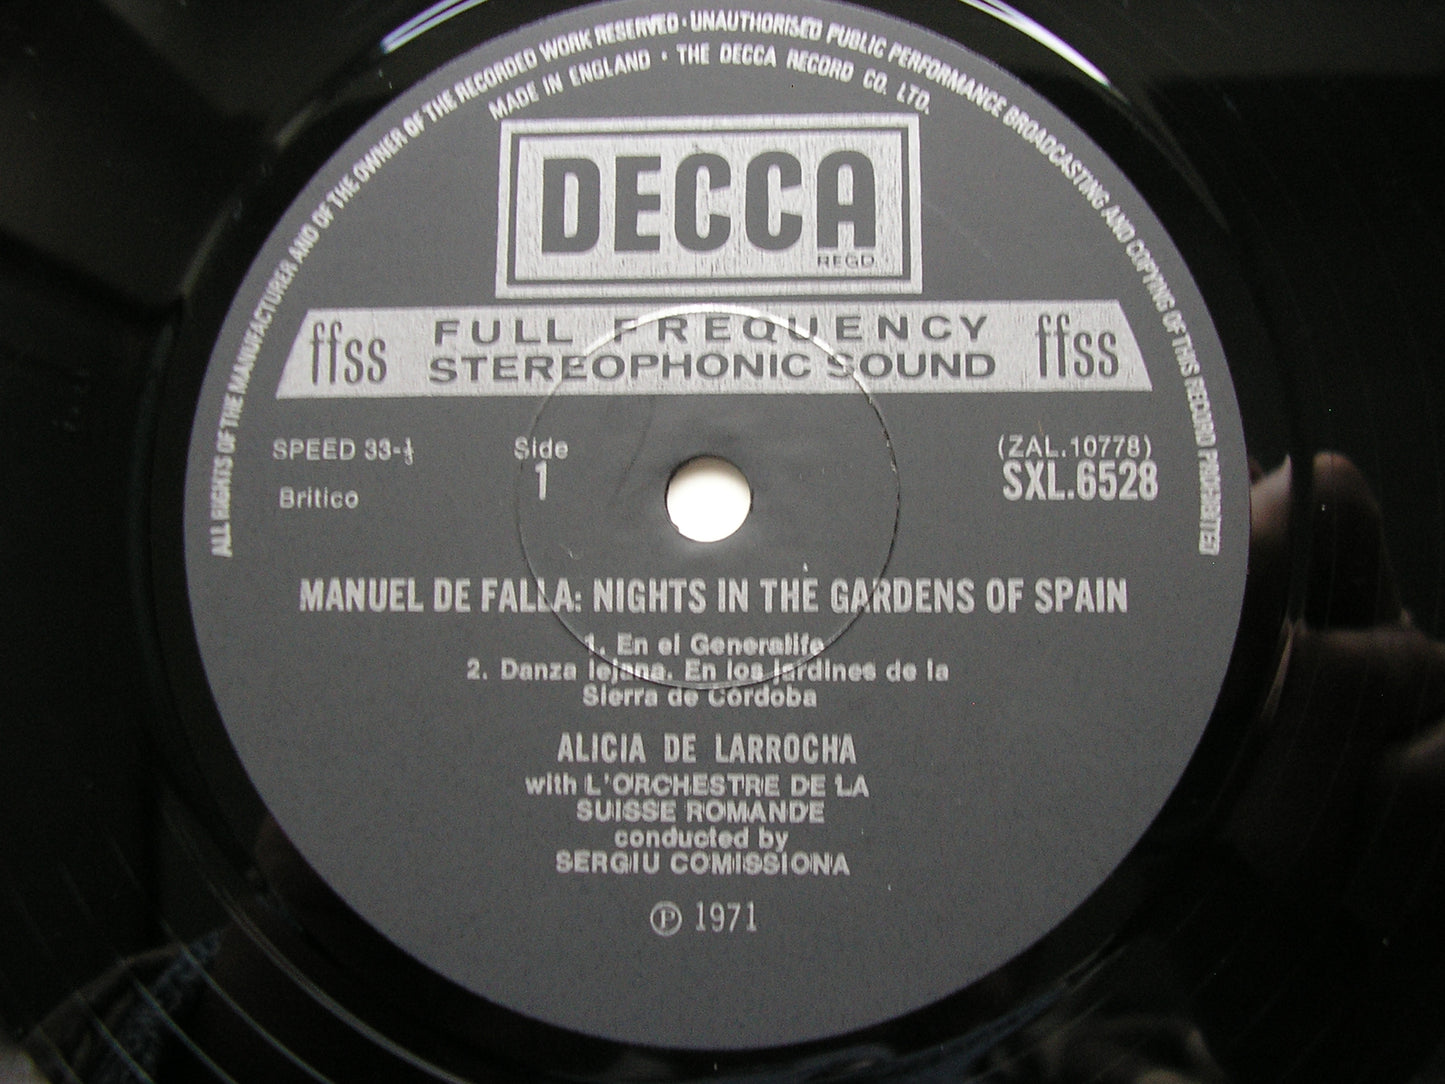 ALL RIGHTS OF THE MANUFACTURER AND OF THE OWNER OF THE RECORDED WORK RESERVED · UNAUTHORISED PUBLIC PERFORMANCE BROADCASTING AND COPYING OF THIS RECORD PROHIBITED
MADE IN ENGLAND · THE DECCA RECORD CO. LTD.
DECCA
REGD.
ffss FULL FREQUENCY ffss
STEREOPHONIC SOUND
SPEED 33-⅓ Side (ZAL.10778)
Britico 1 SXL.6528
MANUEL DE FALLA: NIGHTS IN THE GARDENS OF SPAIN
1. En el Generalife
2. Danza lejana. En los jardines de la
Sierra de Córdoba
ALICIA DE LARROCHA
with L'ORCHESTRE DE LA
SUISSE ROMANDE
conducted by
SERGIU COMISSIONA
Ⓟ 1971